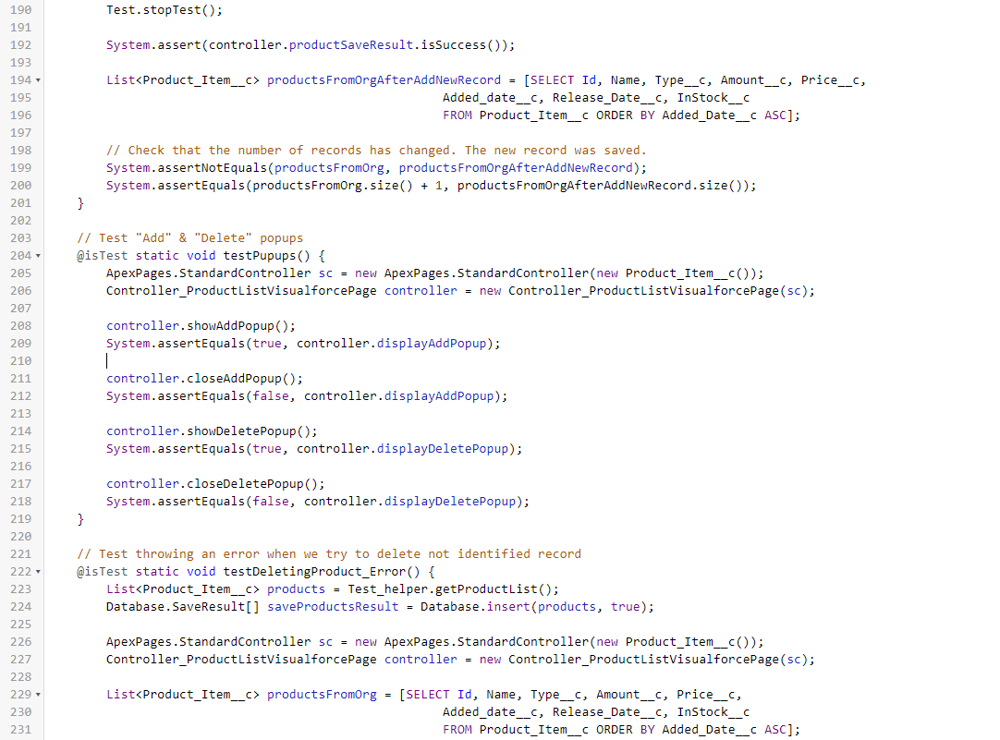 190 Test.stopTest();
191
192 System.assert(controller.productSaveResult.isSuccess());
193
194 List<Product_Item__c> productsFromOrgAfterAddNewRecord = [SELECT Id, Name, Type__c, Amount__c, Price__c,
195 Added_date__c, Release_Date__c, InStock__c
196 FROM Product_Item__c ORDER BY Added_Date__c ASC];
197
198 // Check that the number of records has changed. The new record was saved.
199 System.assertNotEquals(productsFromOrg, productsFromOrgAfterAddNewRecord);
200 System.assertEquals(productsFromOrg.size() + 1, productsFromOrgAfterAddNewRecord.size());
201 }
202
203 // Test "Add" & "Delete" popups
204 @isTest static void testPupups() {
205 ApexPages.StandardController sc = new ApexPages.StandardController(new Product_Item__c());
206 Controller_ProductListVisualforcePage controller = new Controller_ProductListVisualforcePage(sc);
207
208 controller.showAddPopup();
209 System.assertEquals(true, controller.displayAddPopup);
210
211 controller.closeAddPopup();
212 System.assertEquals(false, controller.displayAddPopup);
213
214 controller.showDeletePopup();
215 System.assertEquals(true, controller.displayDeletePopup);
216
217 controller.closeDeletePopup();
218 System.assertEquals(false, controller.displayDeletePopup);
219 }
220
221 // Test throwing an error when we try to delete not identified record
222 @isTest static void testDeletingProduct_Error() {
223 List<Product_Item__c> products = Test_helper.getProductList();
224 Database.SaveResult[] saveProductsResult = Database.insert(products, true);
225
226 ApexPages.StandardController sc = new ApexPages.StandardController(new Product_Item__c());
227 Controller_ProductListVisualforcePage controller = new Controller_ProductListVisualforcePage(sc);
228
229 List<Product_Item__c> productsFromOrg = [SELECT Id, Name, Type__c, Amount__c, Price__c,
230 Added_date__c, Release_Date__c, InStock__c
231 FROM Product_Item__c ORDER BY Added_Date__c ASC];